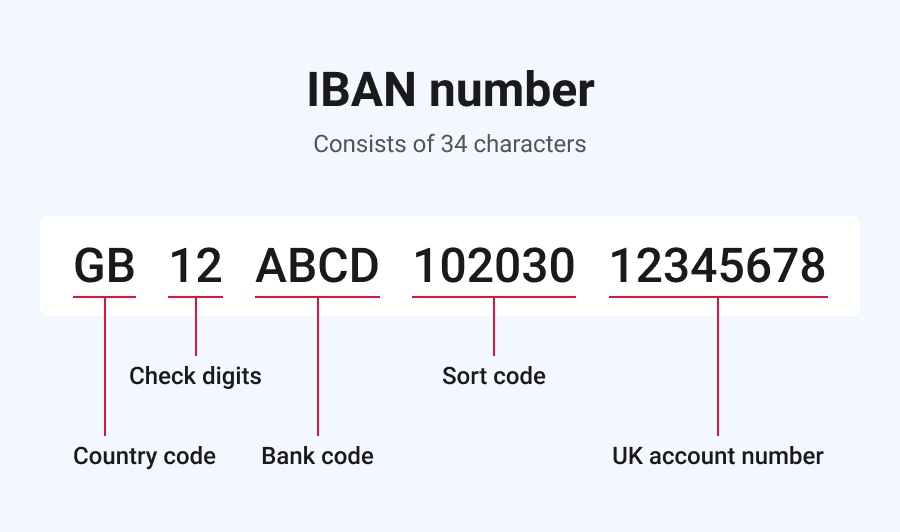 IBAN number
Consists of 34 characters
GB 12 ABCD 102030 12345678
Check digits Sort code
Country code Bank code UK account number